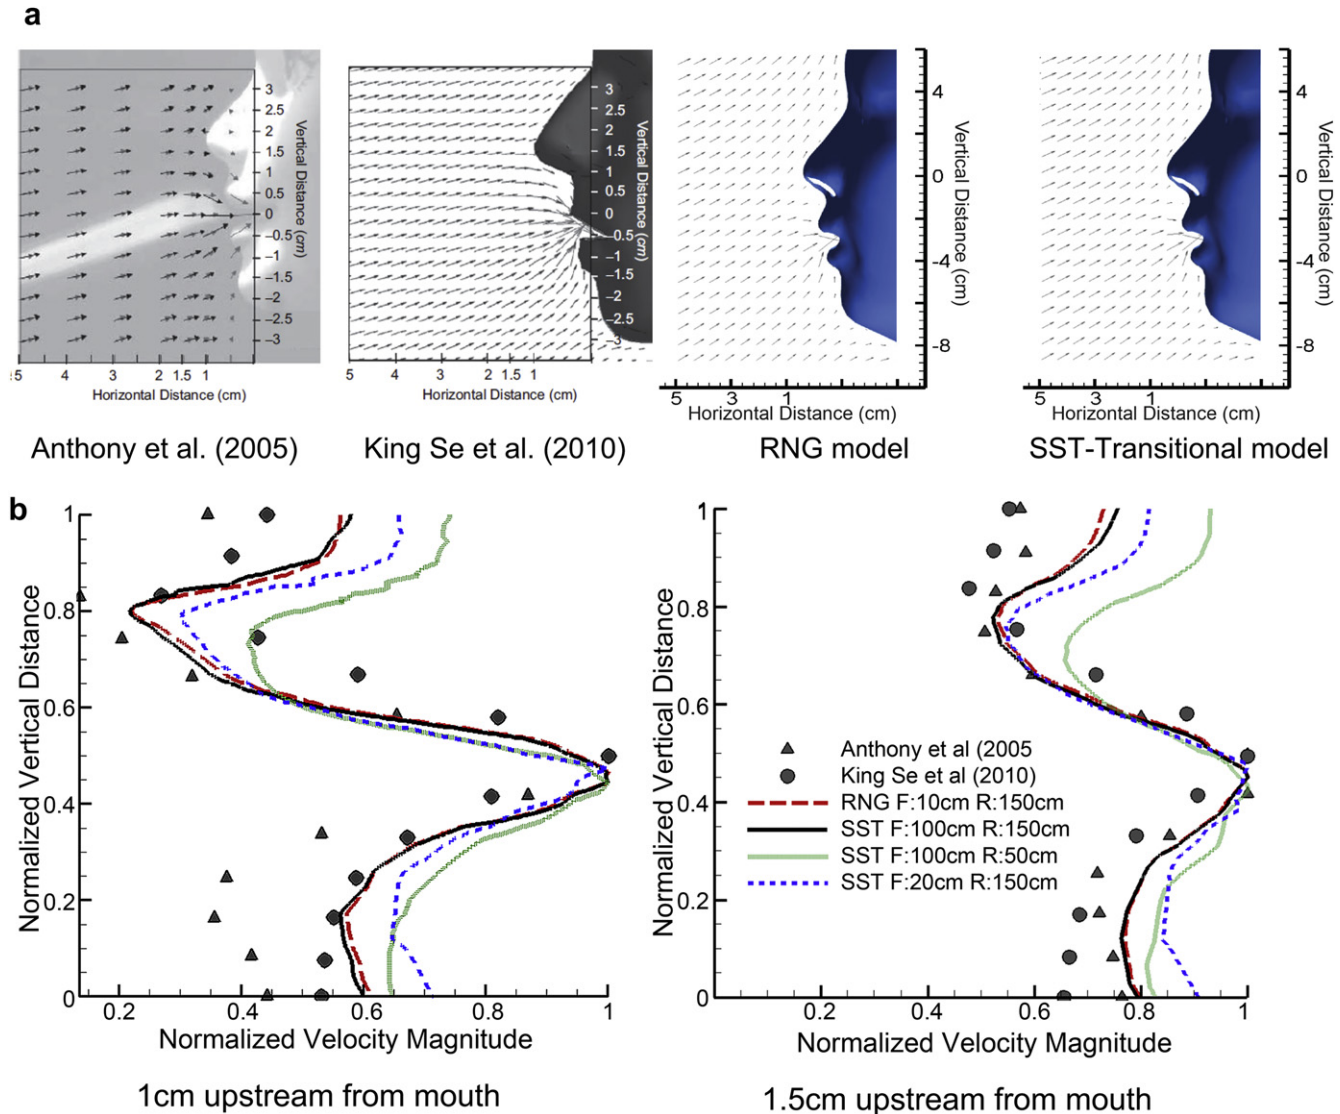 a
3
2.5
2
1.5
1
0.5
0
-0.5
-1
-1.5
-2
-2.5
-3
Vertical Distance (cm)
5 4 3 2 1.5 1
Horizontal Distance (cm)
Anthony et al. (2005)
3
2.5
2
1.5
1
0.5
0
-0.5
-1
-1.5
-2
-2.5
-3
Vertical Distance (cm)
5 4 3 2 1.5 1
Horizontal Distance (cm)
King Se et al. (2010)
4
0
-4
-8
Vertical Distance (cm)
5 3 1
Horizontal Distance (cm)
RNG model
4
0
-4
-8
Vertical Distance (cm)
5 3 1
Horizontal Distance (cm)
SST-Transitional model
b
1
0.8
0.6
0.4
0.2
0
Normalized Vertical Distance
0.2 0.4 0.6 0.8 1
Normalized Velocity Magnitude
1cm upstream from mouth
1
0.8
0.6
0.4
0.2
0
Normalized Vertical Distance
Anthony et al (2005
King Se et al (2010)
RNG F:10cm R:150cm
SST F:100cm R:150cm
SST F:100cm R:50cm
SST F:20cm R:150cm
0.2 0.4 0.6 0.8 1
Normalized Velocity Magnitude
1.5cm upstream from mouth